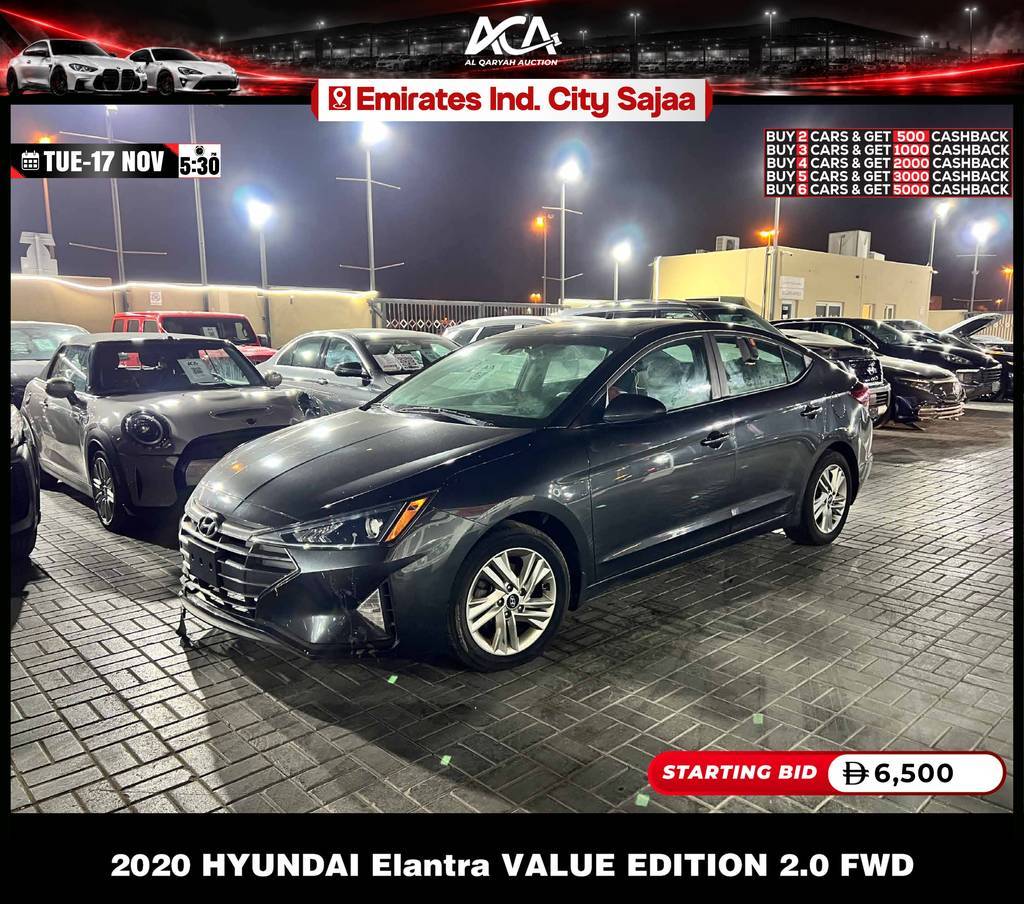 ACA
AL QARYAH AUCTION
Emirates Ind. City Sajaa
TUE-17 NOV 5:30
BUY 2 CARS & GET 500 CASHBACK
BUY 3 CARS & GET 1000 CASHBACK
BUY 4 CARS & GET 2000 CASHBACK
BUY 5 CARS & GET 3000 CASHBACK
BUY 6 CARS & GET 5000 CASHBACK
STARTING BID 6,500
2020 HYUNDAI Elantra VALUE EDITION 2.0 FWD